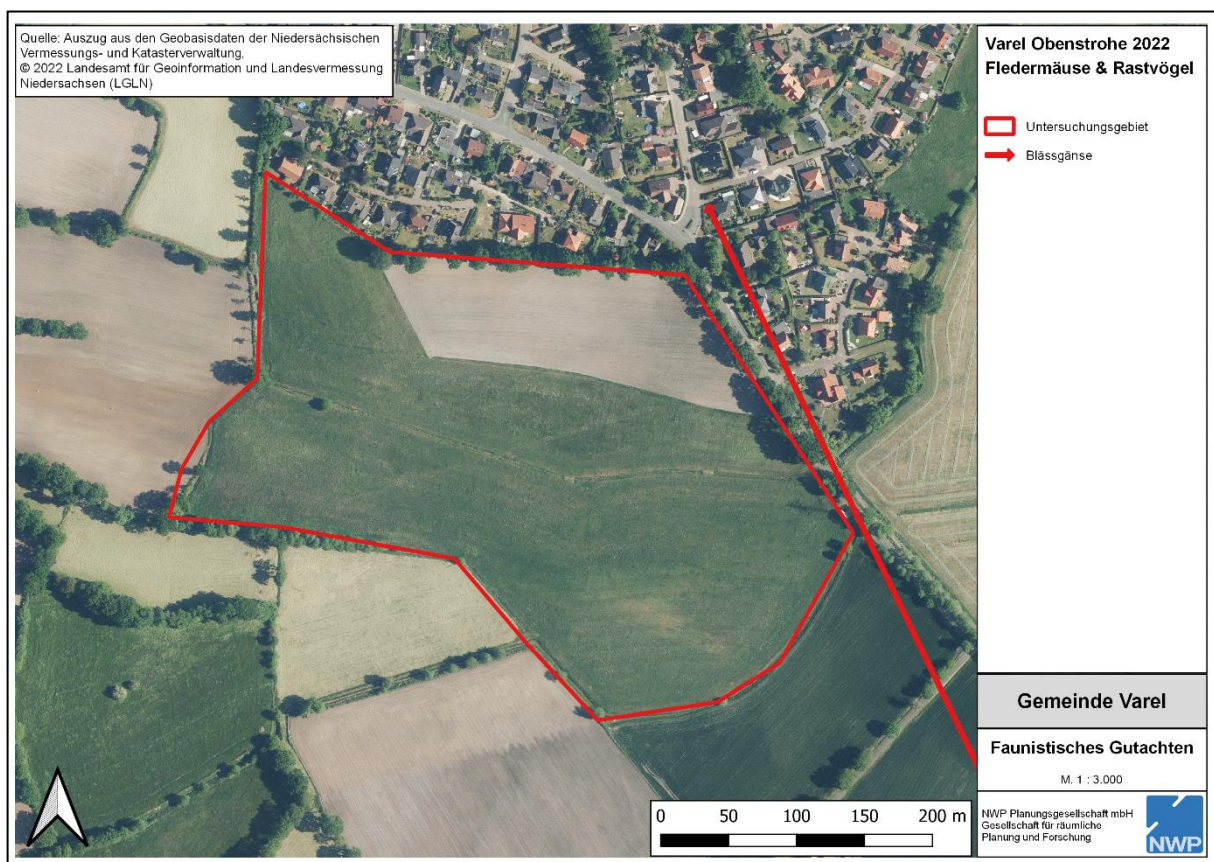 Quelle: Auszug aus den Geobasisdaten der Niedersächsischen
Vermessungs- und Katasterverwaltung,
© 2022 Landesamt für Geoinformation und Landesvermessung
Niedersachsen (LGLN)
Varel Obenstrohe 2022
Fledermäuse & Rastvögel
Untersuchungsgebiet
Blässgänse
Gemeinde Varel
Faunistisches Gutachten
M. 1 : 3.000
NWP Planungsgesellschaft mbH
Gesellschaft für räumliche
Planung und Forschung
NWP
0 50 100 150 200 m